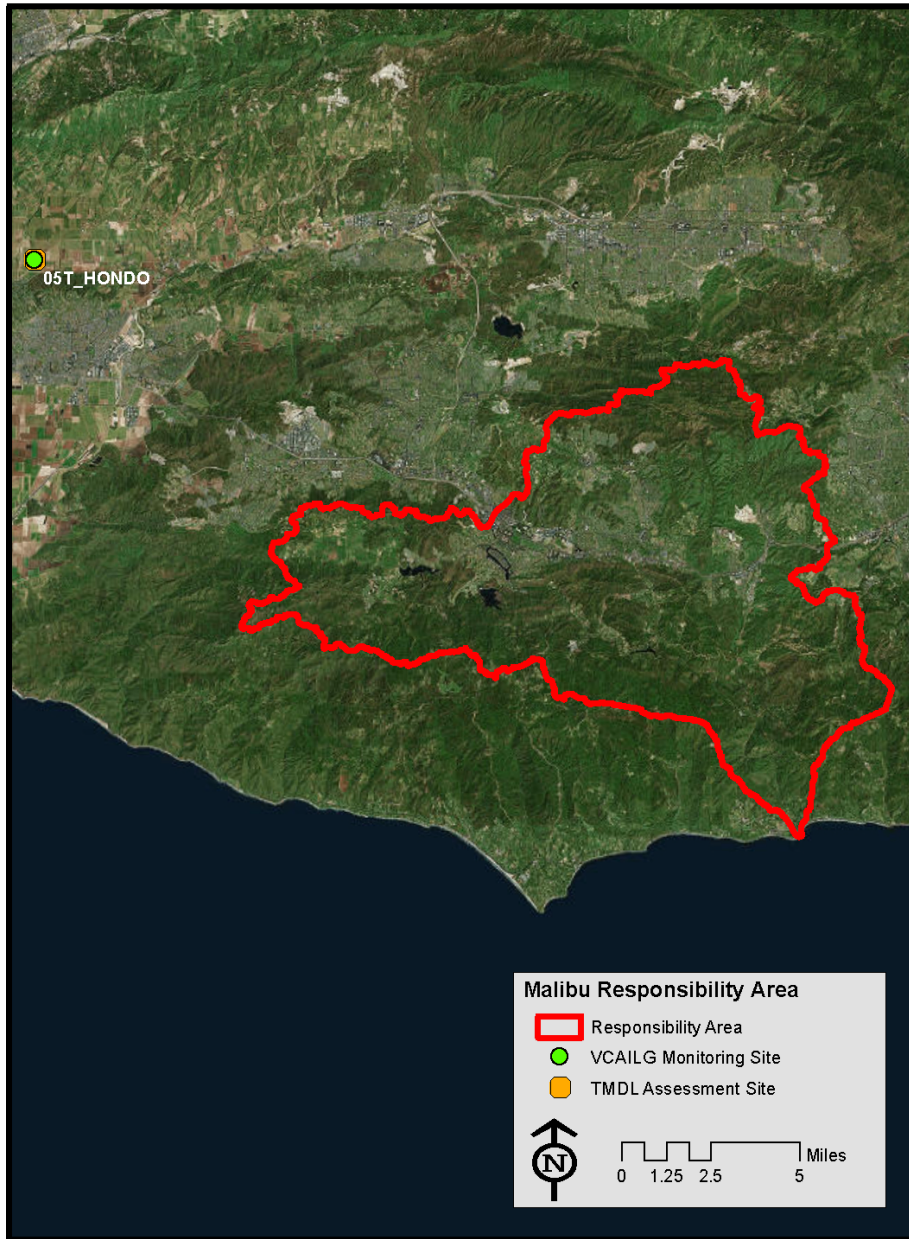 05T_HONDO
Malibu Responsibility Area
Responsibility Area
VCAILG Monitoring Site
TMDL Assessment Site
N
Miles
0 1.25 2.5 5